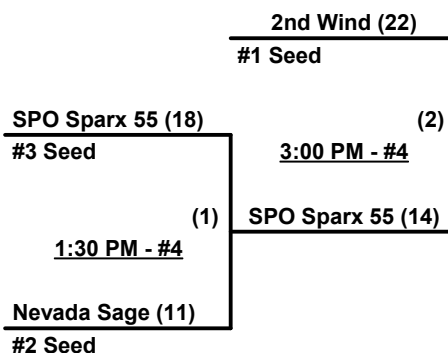 2nd Wind (22)
#1 Seed
SPO Sparx 55 (18)
(2)
#3 Seed
3:00 PM - #4
(1)
SPO Sparx 55 (14)
1:30 PM - #4
Nevada Sage (11)
#2 Seed